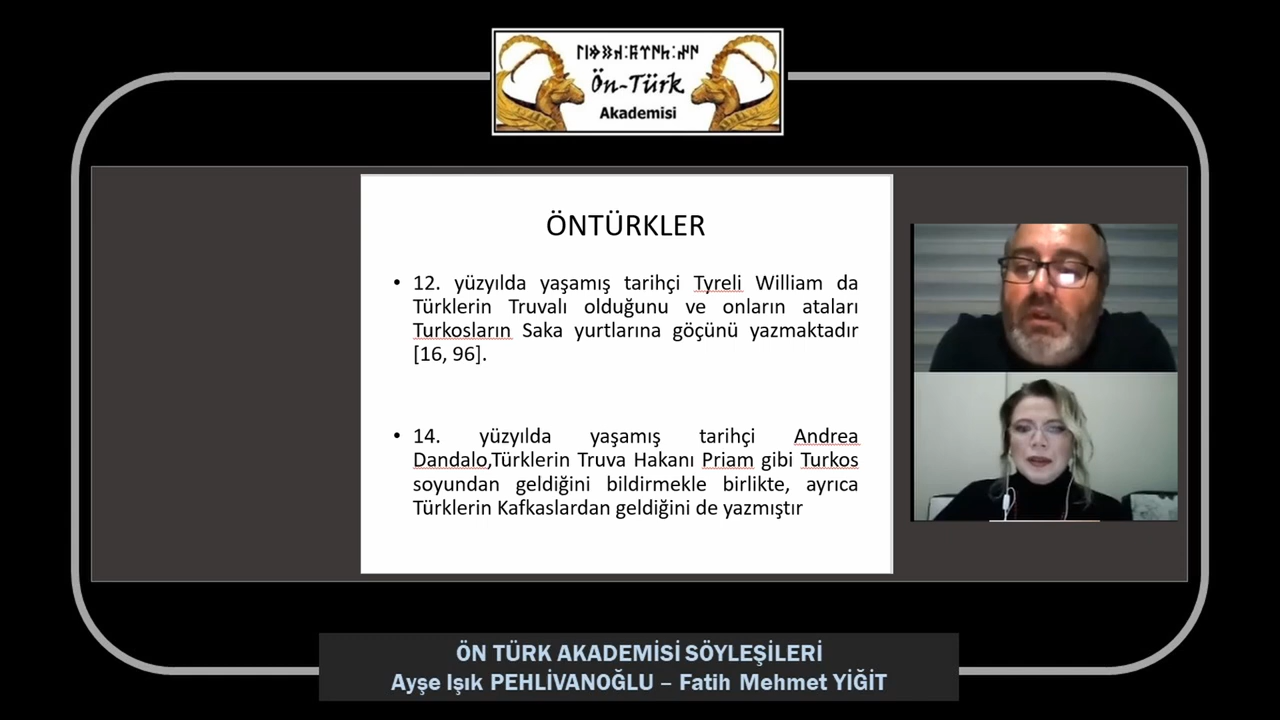 Ön-Türk
Akademisi
ÖNTÜRKLER
• 12. yüzyılda yaşamış tarihçi Tyreli William da
Türklerin Truvalı olduğunu ve onların ataları
Turkosların Saka yurtlarına göçünü yazmaktadır
[16, 96].
• 14. yüzyılda yaşamış tarihçi Andrea
Dandalo,Türklerin Truva Hakanı Priam gibi Turkos
soyundan geldiğini bildirmekle birlikte, ayrıca
Türklerin Kafkaslardan geldiğini de yazmıştır
ÖN TÜRK AKADEMİSİ SÖYLEŞİLERİ
Ayşe Işık PEHLİVANOĞLU – Fatih Mehmet YİĞİT